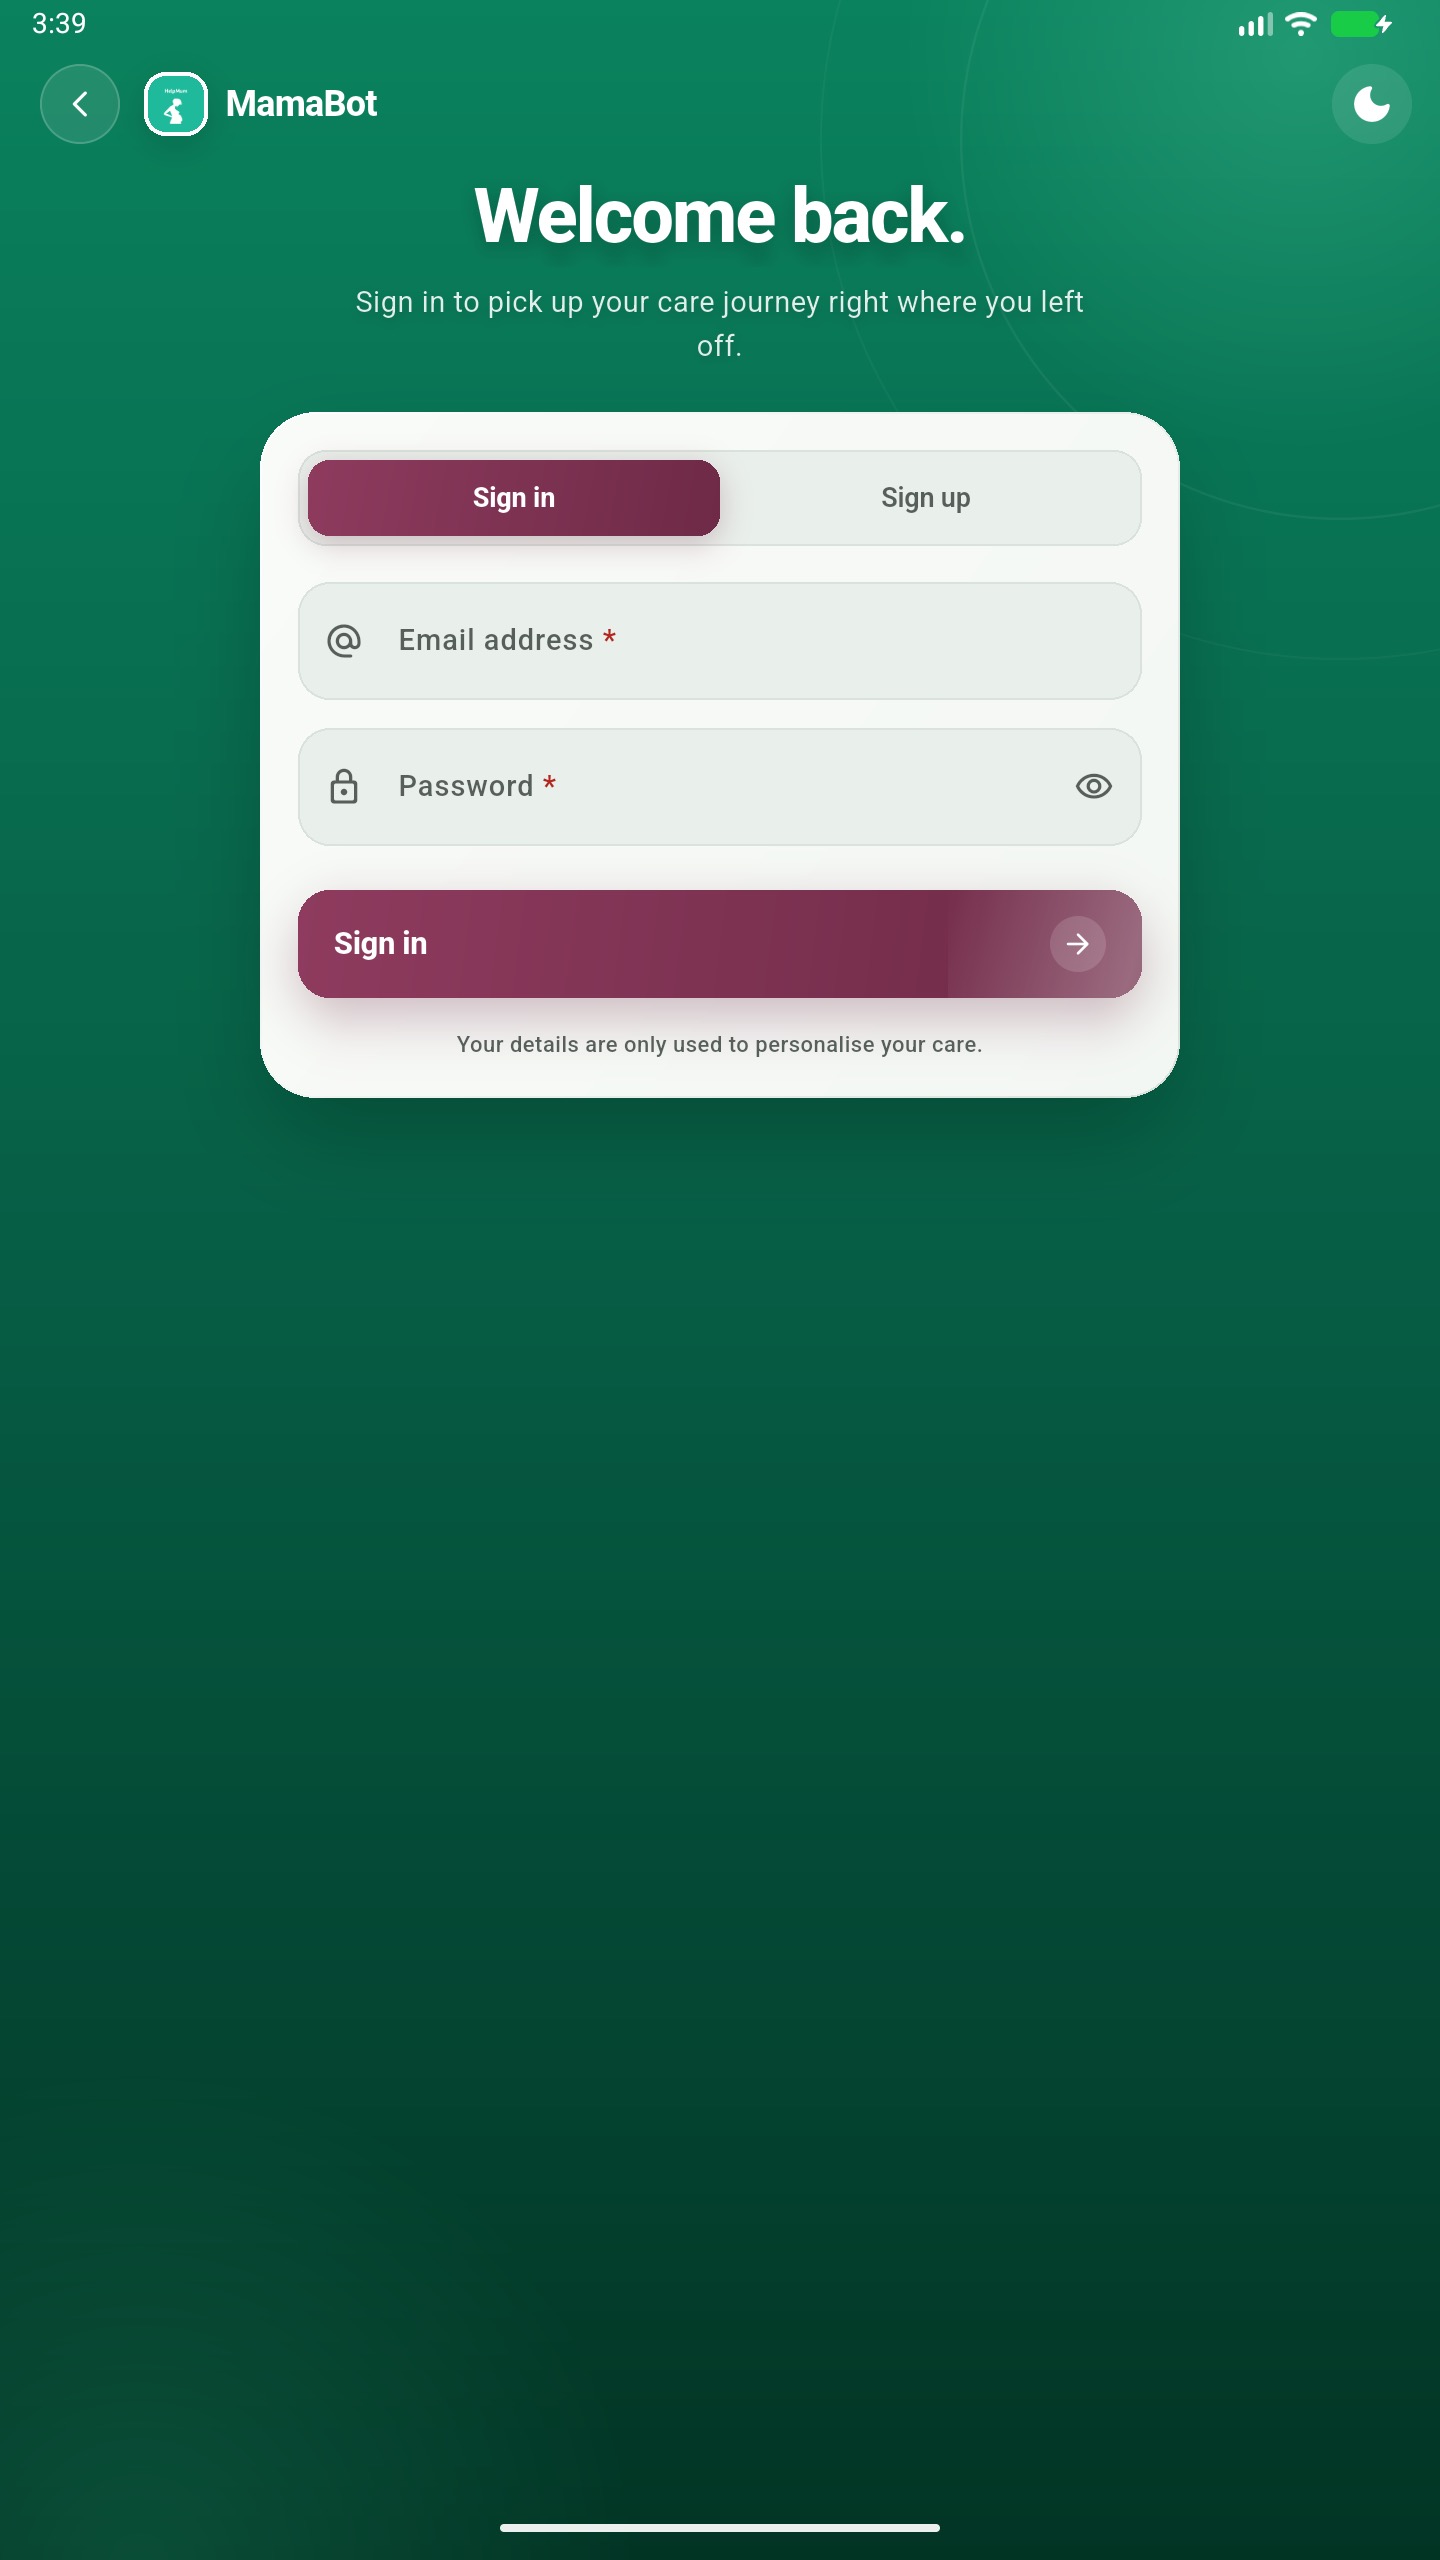 3:39
HelpMum
MamaBot
Welcome back.
Sign in to pick up your care journey right where you left
off.
Sign in
Sign up
Email address *
Password *
Sign in
Your details are only used to personalise your care.